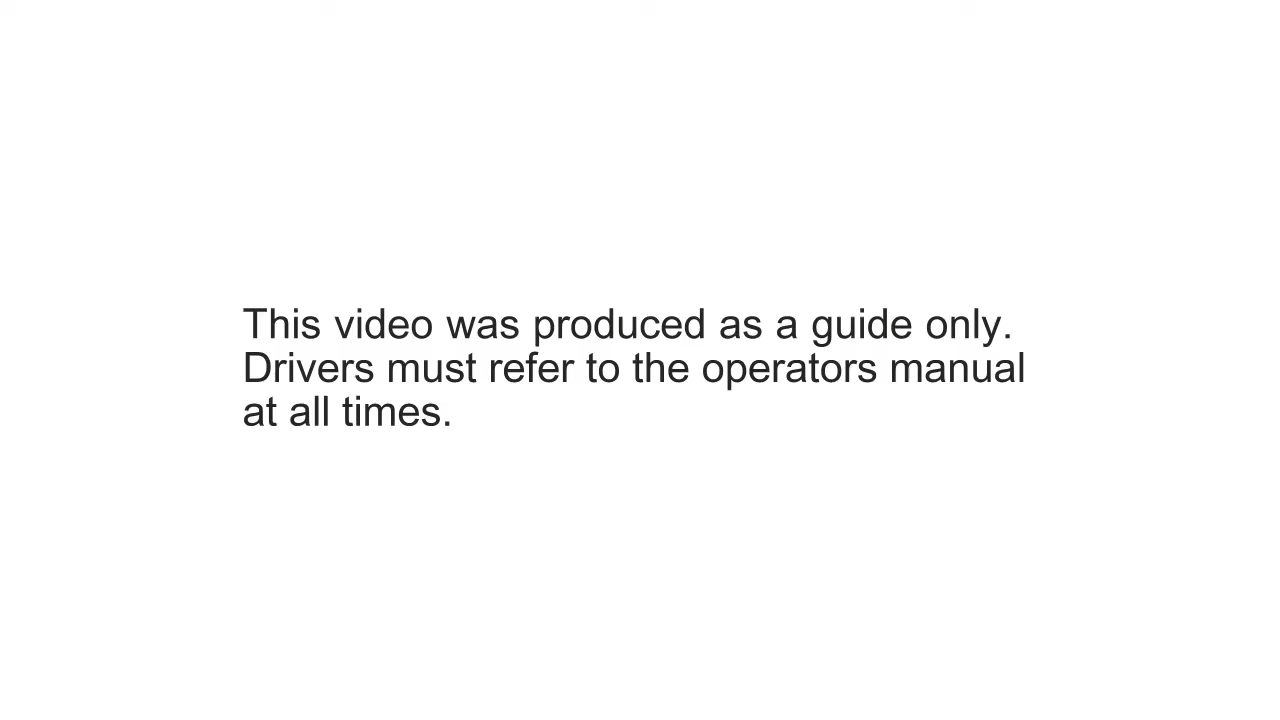 This video was produced as a guide only.
Drivers must refer to the operators manual
at all times.